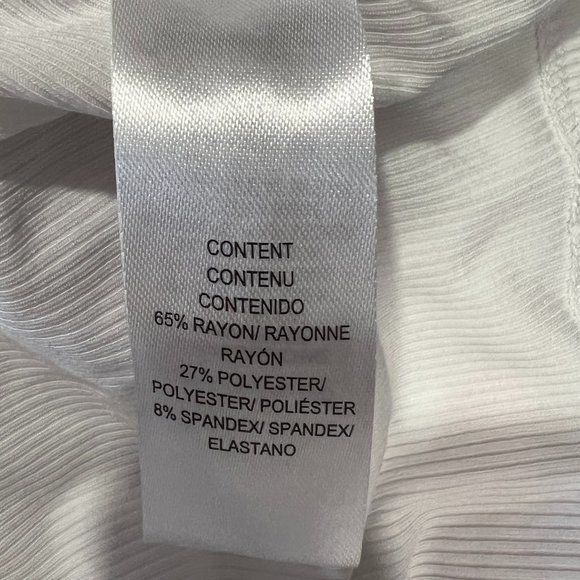 CONTENT
CONTENU
CONTENIDO
65% RAYON/ RAYONNE
RAYÓN
27% POLYESTER/
POLYESTER/ POLIÉSTER
8% SPANDEX/ SPANDEX/
ELASTANO